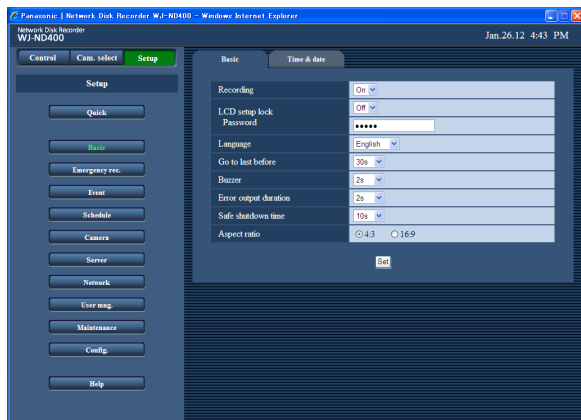 Panasonic | Network Disk Recorder WJ-ND400 - Windows Internet Explorer
Network Disk Recorder
WJ-ND400
Jan.26.12 4:43 PM
Control Cam. select Setup
Setup
Quick
Basic
Emergency rec.
Event
Schedule
Camera
Server
Network
User mng.
Maintenance
Config.
Help
Basic Time & date
Recording On
LCD setup lock Off
Password •••••
Language English
Go to last before 30s
Buzzer 2s
Error output duration 2s
Safe shutdown time 10s
Aspect ratio 4:3 16:9
Set